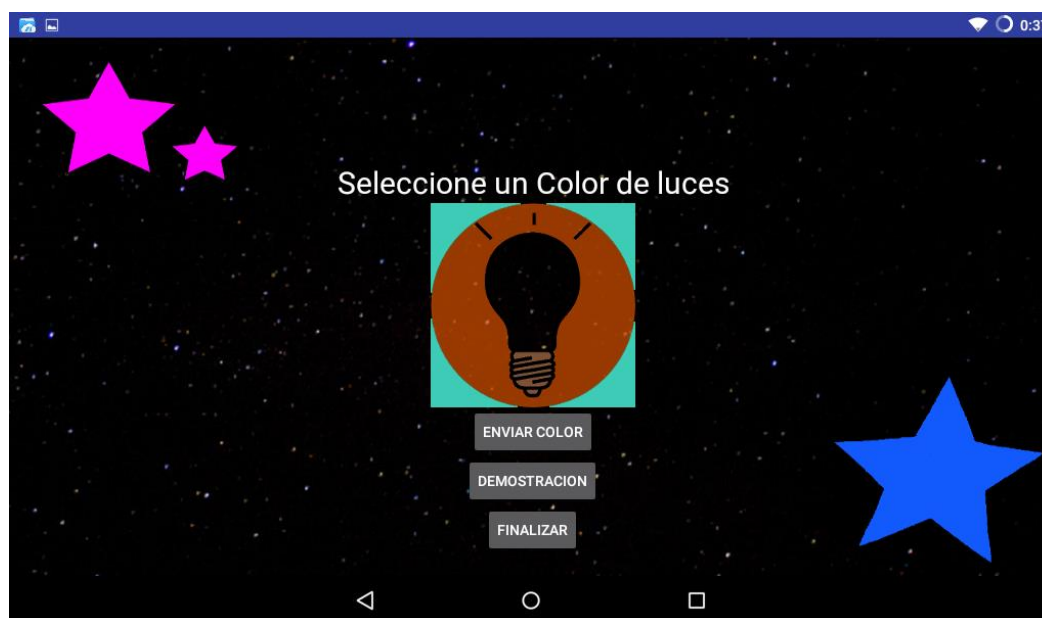 Seleccione un Color de luces
ENVIAR COLOR
DEMOSTRACION
FINALIZAR